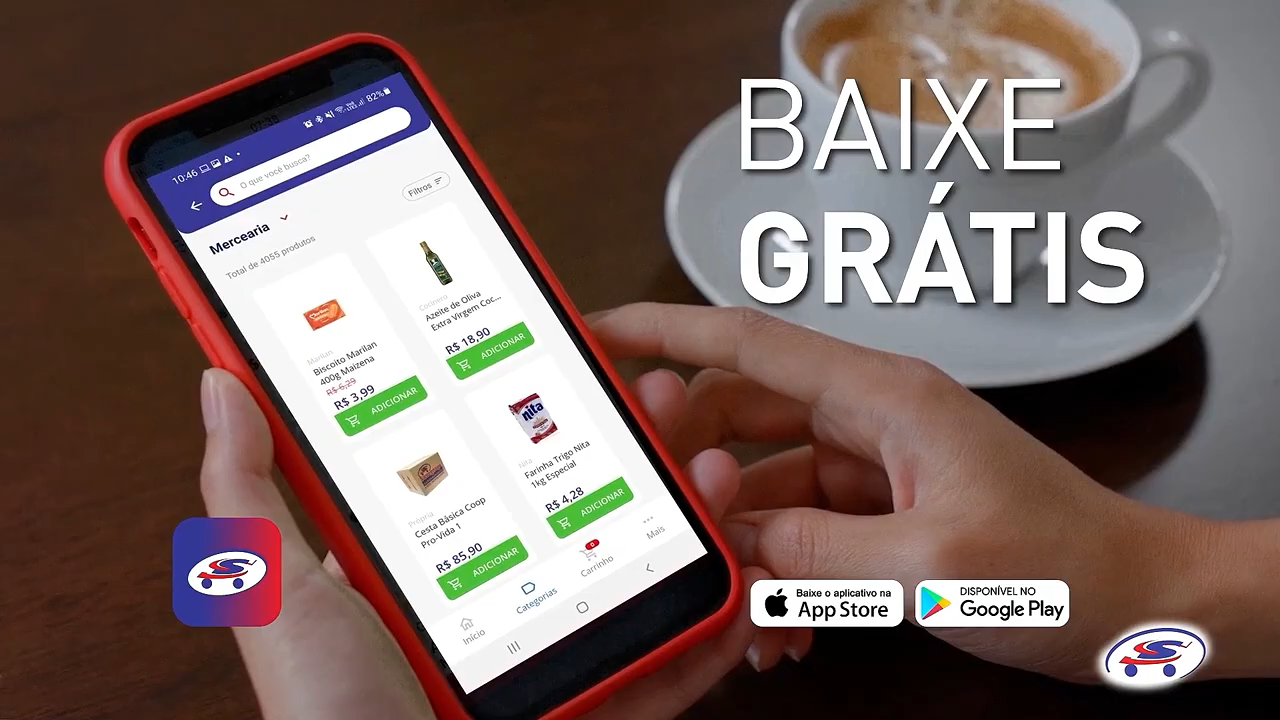 BAIXE
GRÁTIS
10:46
82%
O que você busca?
Mercearia
Filtros
Total de 4055 produtos
Marilan
Biscoito Marilan
400g Maizena
R$ 6,29
R$ 3,99
ADICIONAR
Cocinero
Azeite de Oliva
Extra Virgem Coc...
R$ 18,90
ADICIONAR
Própria
Cesta Básica Coop
Pro-Vida 1
R$ 85,90
ADICIONAR
nita
Nita
Farinha Trigo Nita
1kg Especial
R$ 4,28
ADICIONAR
Início
Categorias
0
Carrinho
Mais
Baixe o aplicativo na
App Store
DISPONÍVEL NO
Google Play